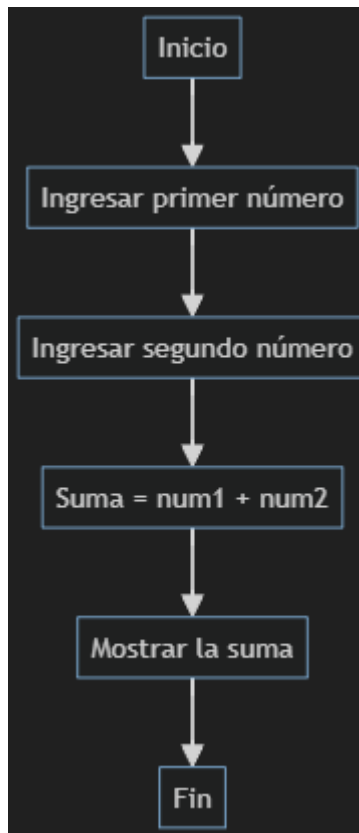 Inicio
Ingresar primer número
Ingresar segundo número
Suma = num1 + num2
Mostrar la suma
Fin